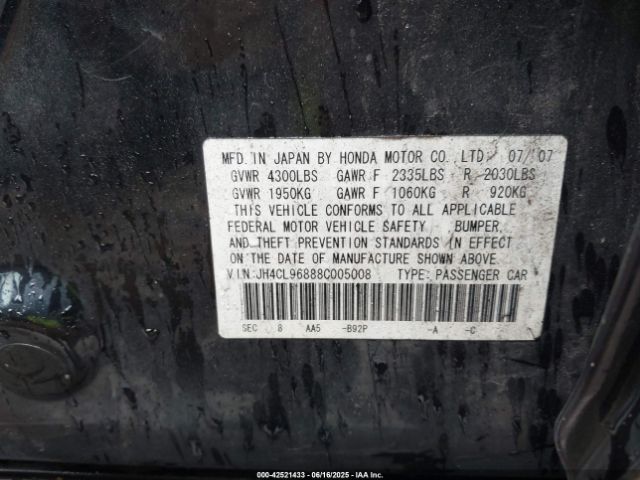 MFD. IN JAPAN BY HONDA MOTOR CO. ,LTD. 07/07
GVWR 4300LBS GAWR F 2335LBS R 2030LBS
GVWR 1950KG GAWR F 1060KG R 920KG
THIS VEHICLE CONFORMS TO ALL APPLICABLE
FEDERAL MOTOR VEHICLE SAFETY ,BUMPER,
AND THEFT PREVENTION STANDARDS IN EFFECT
ON THE DATE OF MANUFACTURE SHOWN ABOVE.
V.I.N:JH4CL96888C005008 TYPE: PASSENGER CAR
SEC 8 AA5 -B92P -A -C
000-42521433 - 06/16/2025 - IAA Inc.